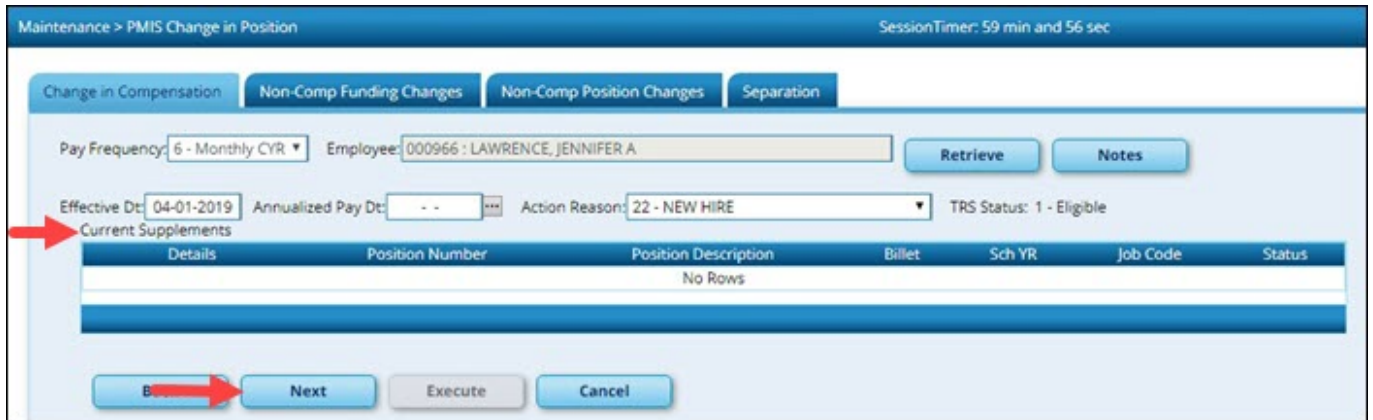 Maintenance > PMIS Change in Position SessionTimer: 59 min and 56 sec
Change in Compensation Non-Comp Funding Changes Non-Comp Position Changes Separation
Pay Frequency: 6 - Monthly CYR Employee: 000966 : LAWRENCE, JENNIFER A Retrieve Notes
Effective Dt: 04-01-2019 Annualized Pay Dt: - - ... Action Reason: 22 - NEW HIRE TRS Status: 1 - Eligible
Current Supplements
Details Position Number Position Description Billet Sch YR Job Code Status
No Rows
Next Execute Cancel